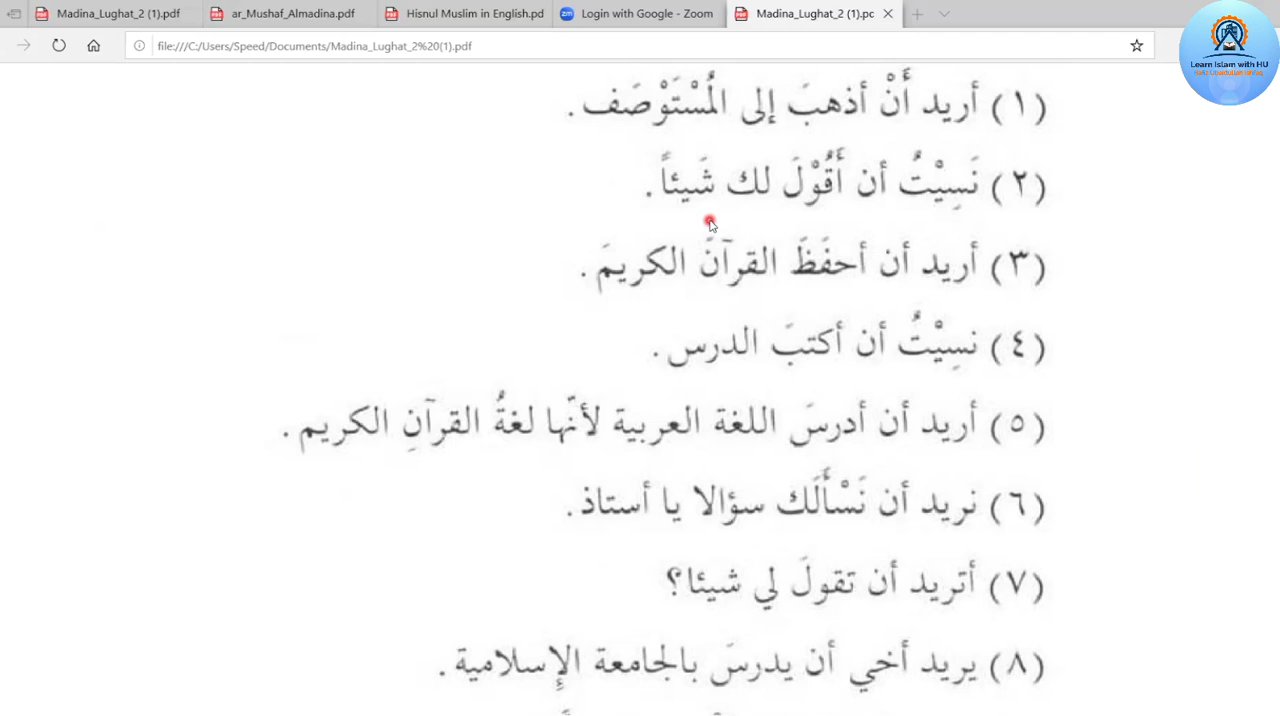 Madina_Lughat_2 (1).pdf
ar_Mushaf_Almadina.pdf
Hisnul Muslim in English.pd
Login with Google - Zoom
Madina_Lughat_2 (1).pc
file:///C:/Users/Speed/Documents/Madina_Lughat_2%20(1).pdf
Learn Islam with HU
(١) أريد أَنْ أذهبَ إلى الْمُسْتَوْصَف .
(٢) نَسِيْتُ أن أَقُوْلَ لك شَيئاً .
(٣) أريد أن أحفَظَ القرآنَ الكريمَ .
(٤) نسِيْتُ أن أكتبَ الدرس .
(٥) أريد أن أدرسَ اللغة العربية لأنّها لغةُ القرآنِ الكريم .
(٦) نريد أن نَسْأَلَك سؤالا يا أستاذ .
(٧) أتريد أن تقولَ لي شيئا؟
(٨) يريد أخي أن يدرسَ بالجامعة الإِسلامية .